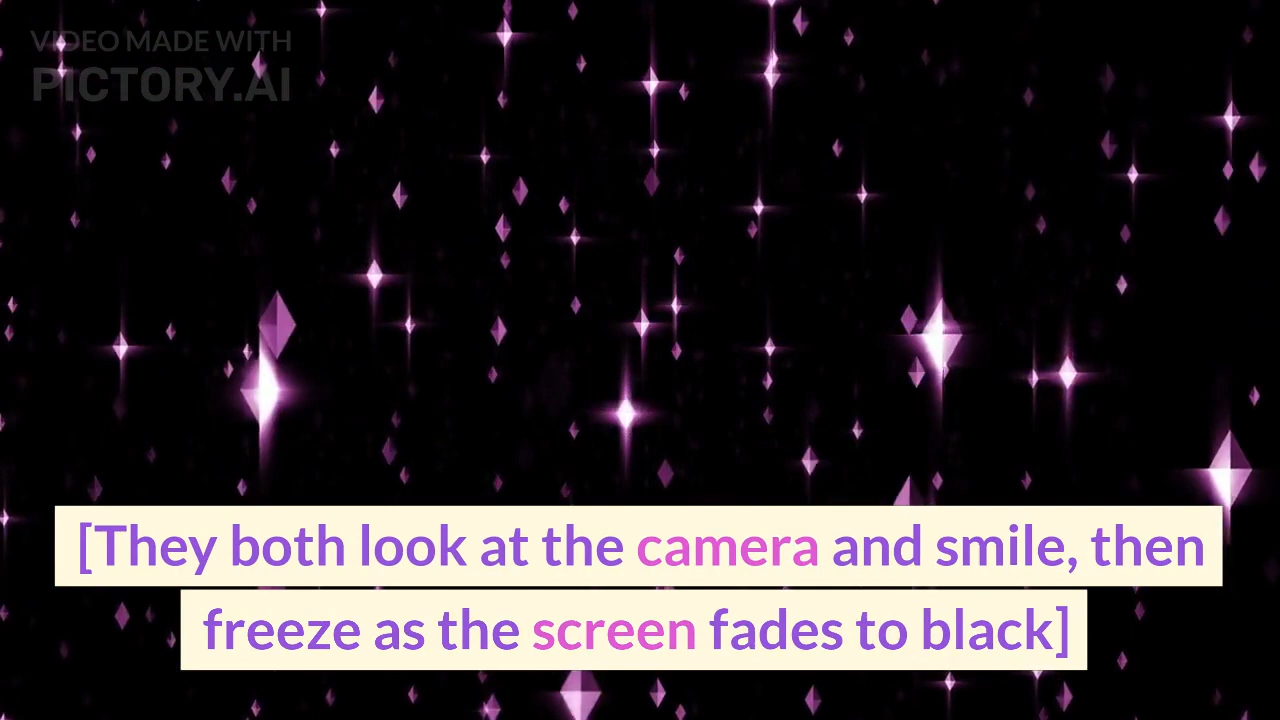 VIDEO MADE WITH
PICTORY.AI
[They both look at the camera and smile, then
freeze as the screen fades to black]